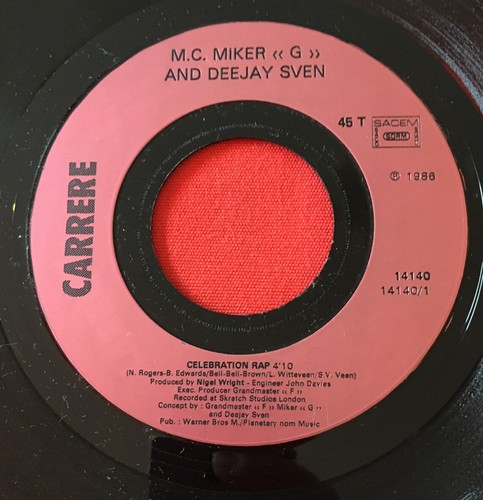 M.C. MIKER ‹‹ G ››
AND DEEJAY SVEN
45 T
SACEM
SDRM
℗ 1986
CARRERE
14140
14140/1
CELEBRATION RAP 4'10
(N. Rogers-B. Edwards/Bell-Bell-Brown/L. Witteveen/S.V. Veen)
Produced by Nigel Wright - Engineer John Davies
Exec. Producer Grandmaster ‹‹ F ››
Recorded at Skratch Studios London
Concept by : Grandmaster ‹‹ F ›› Miker ‹‹ G ››
and Deejay Sven
Pub. : Warner Bros M./Planetary nom Music